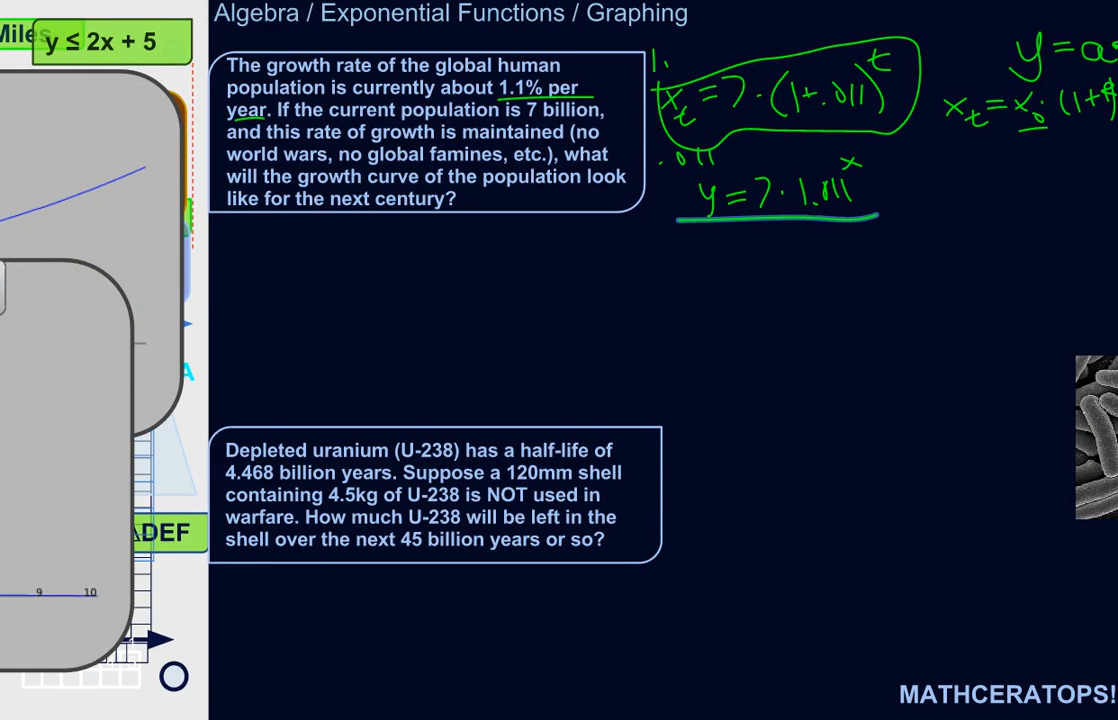 Algebra / Exponential Functions / Graphing
Miles
y ≤ 2x + 5
The growth rate of the global human
population is currently about 1.1% per
year. If the current population is 7 billion,
and this rate of growth is maintained (no
world wars, no global famines, etc.), what
will the growth curve of the population look
like for the next century?
1.
x_t = 7 · (1+.011)^t
.011
y = 7 · 1.011^x
y = a
x_t = x_0 · (1+
Depleted uranium (U-238) has a half-life of
4.468 billion years. Suppose a 120mm shell
containing 4.5kg of U-238 is NOT used in
warfare. How much U-238 will be left in the
shell over the next 45 billion years or so?
A
ADEF
9 10
MATHCERATOPS!